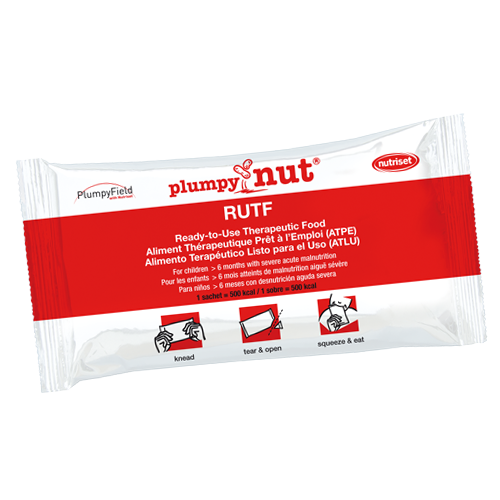 PlumpyField
with Nutriset
plumpy nut®
nutriset
RUTF
Ready-to-Use Therapeutic Food
Aliment Thérapeutique Prêt à l'Emploi (ATPE)
Alimento Terapéutico Listo para el Uso (ATLU)
For children > 6 months with severe acute malnutrition
Pour les enfants > 6 mois atteints de malnutrition aiguë sévère
Para niños > 6 meses con desnutrición aguda severa
1 sachet = 500 kcal / 1 sobre = 500 kcal
knead
tear & open
squeeze & eat